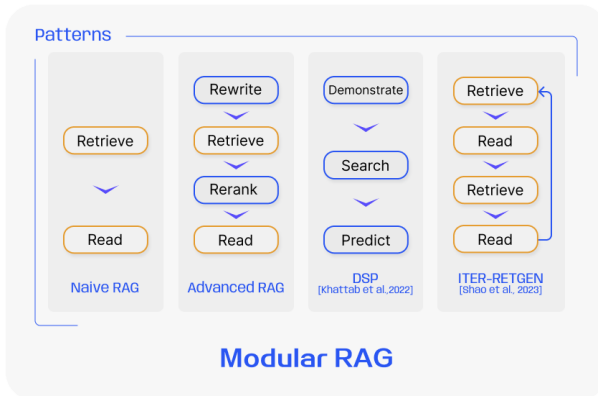 Patterns
Retrieve
Read
Naive RAG
Rewrite
Retrieve
Rerank
Read
Advanced RAG
Demonstrate
Search
Predict
DSP
[Khattab et al.,2022]
Retrieve
Read
Retrieve
Read
ITER-RETGEN
[Shao et al., 2023]
Modular RAG